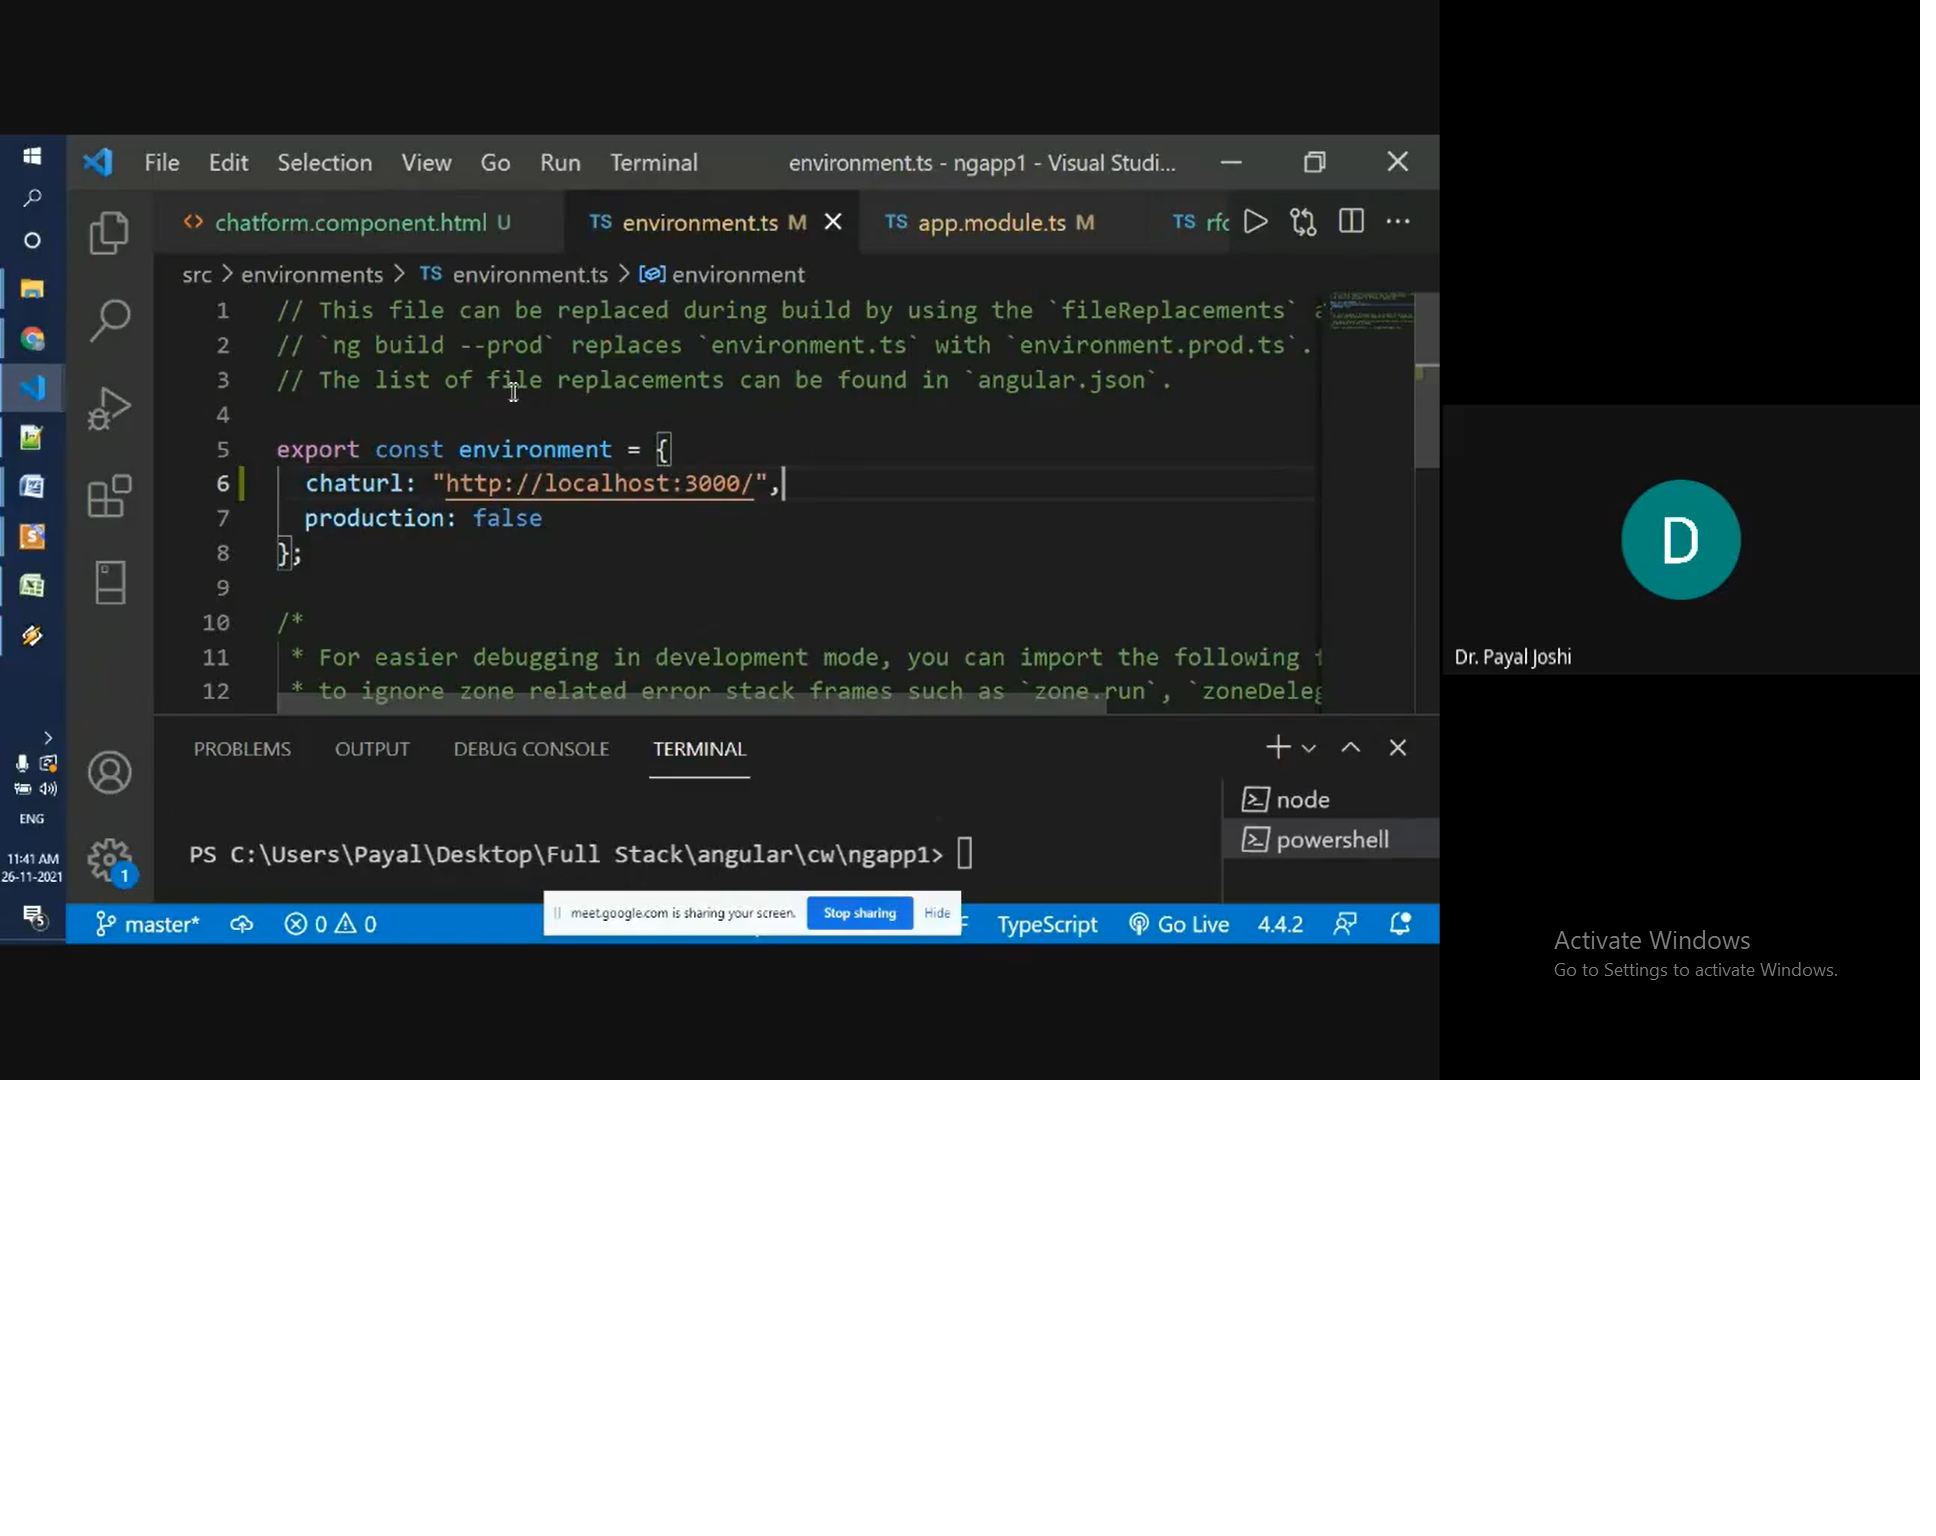 File Edit Selection View Go Run Terminal environment.ts - ngapp1 - Visual Studi...
<> chatform.component.html U TS environment.ts M TS app.module.ts M TS
src > environments > TS environment.ts > environment
1 // This file can be replaced during build by using the `fileReplacements`
2 // `ng build --prod` replaces `environment.ts` with `environment.prod.ts`.
3 // The list of file replacements can be found in `angular.json`.
4
5 export const environment = {
6 chaturl: "http://localhost:3000/",
7 production: false
8 };
9
10 /*
11 * For easier debugging in development mode, you can import the following
12 * to ignore zone related error stack frames such as `zone.run`, `zoneDeleg
PROBLEMS OUTPUT DEBUG CONSOLE TERMINAL
node
powershell
PS C:\Users\Payal\Desktop\Full Stack\angular\cw\ngapp1>
ENG
11:41 AM
26-11-2021
1
5
meet.google.com is sharing your screen. Stop sharing Hide
master* 0 0 TypeScript Go Live 4.4.2
D
Dr. Payal Joshi
Activate Windows
Go to Settings to activate Windows.